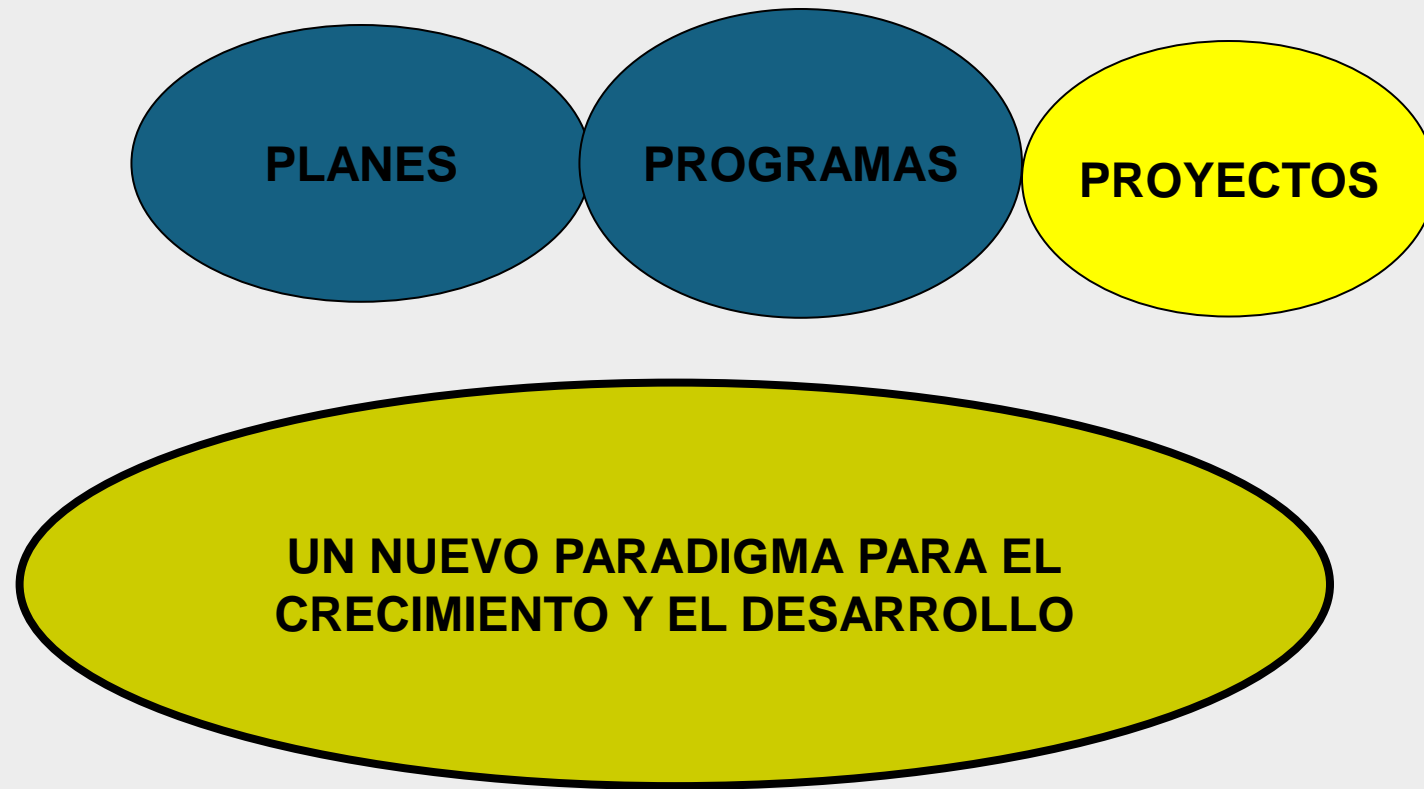 PLANES
PROGRAMAS
PROYECTOS
UN NUEVO PARADIGMA PARA EL
CRECIMIENTO Y EL DESARROLLO